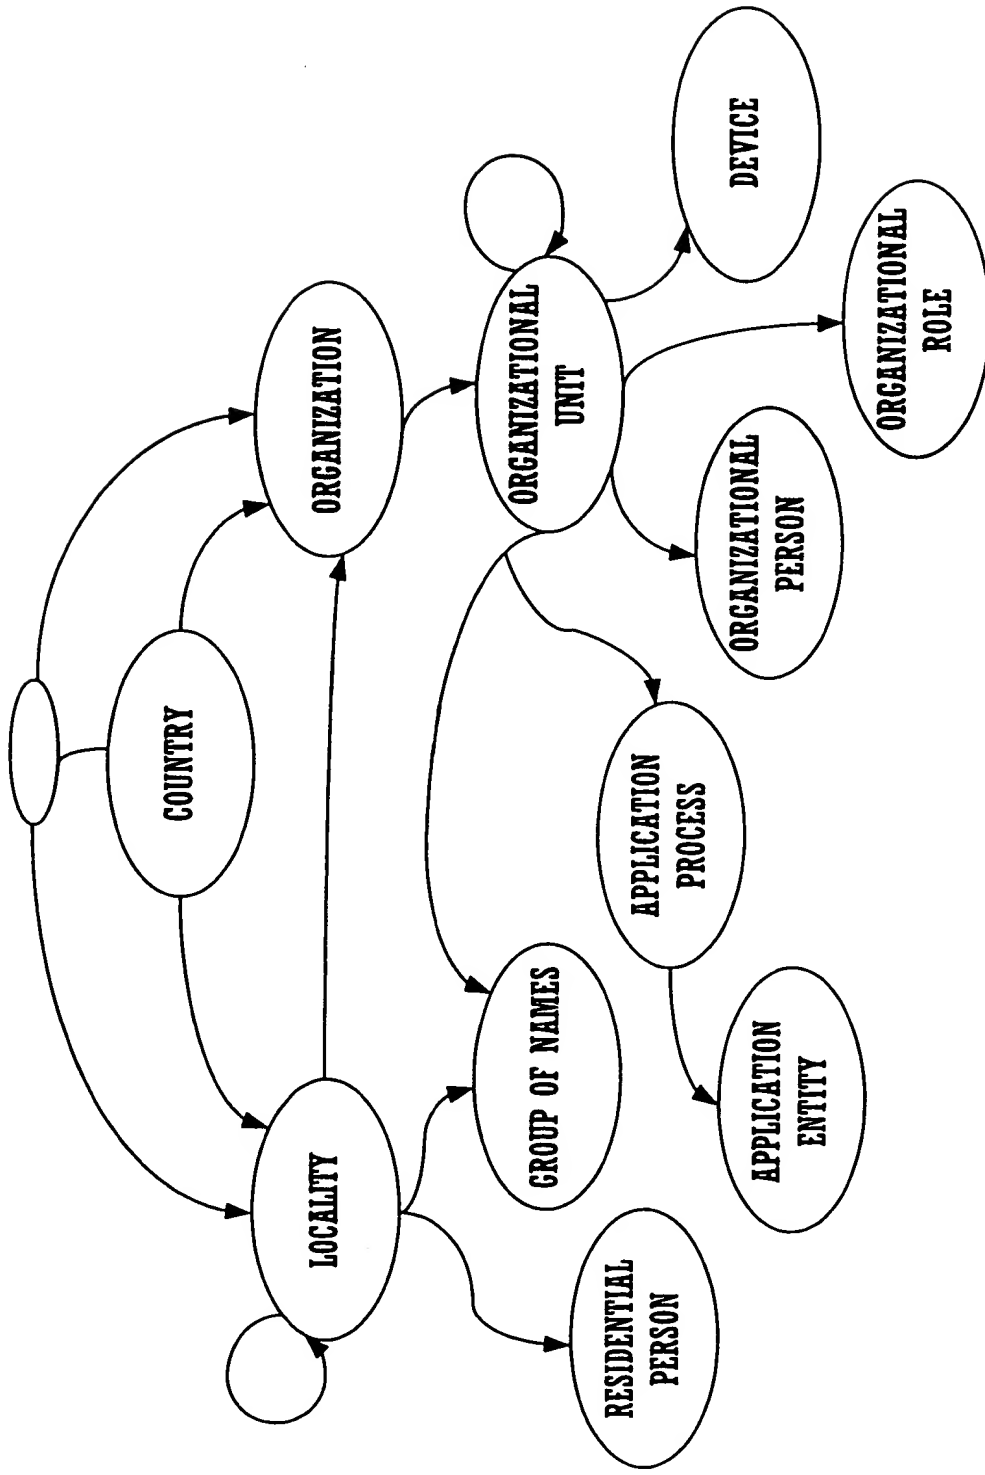 COUNTRY
LOCALITY
ORGANIZATION
GROUP OF NAMES
ORGANIZATIONAL
UNIT
RESIDENTIAL
PERSON
APPLICATION
PROCESS
APPLICATION
ENTITY
ORGANIZATIONAL
PERSON
DEVICE
ORGANIZATIONAL
ROLE